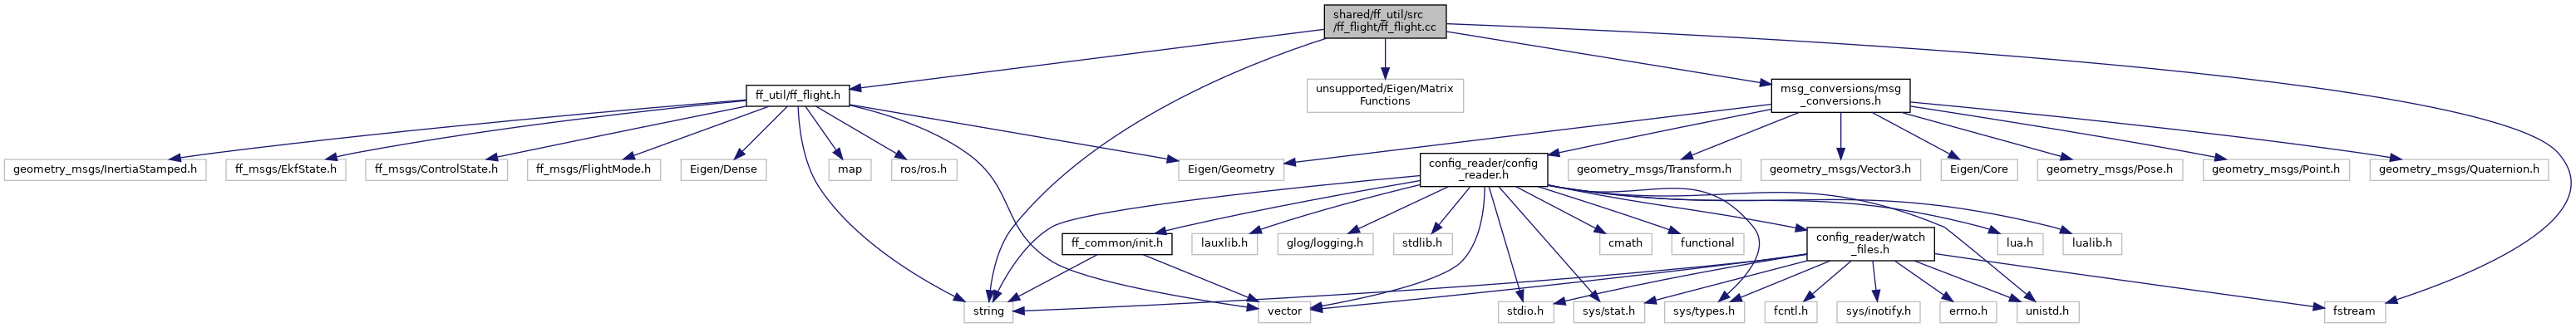 shared/ff_util/src
/ff_flight/ff_flight.cc
ff_util/ff_flight.h
unsupported/Eigen/Matrix
Functions
msg_conversions/msg
_conversions.h
geometry_msgs/InertiaStamped.h
ff_msgs/EkfState.h
ff_msgs/ControlState.h
ff_msgs/FlightMode.h
Eigen/Dense
map
ros/ros.h
Eigen/Geometry
config_reader/config
_reader.h
geometry_msgs/Transform.h
geometry_msgs/Vector3.h
Eigen/Core
geometry_msgs/Pose.h
geometry_msgs/Point.h
geometry_msgs/Quaternion.h
ff_common/init.h
lauxlib.h
glog/logging.h
stdlib.h
cmath
functional
config_reader/watch
_files.h
lua.h
lualib.h
string
vector
stdio.h
sys/stat.h
sys/types.h
fcntl.h
sys/inotify.h
errno.h
unistd.h
fstream